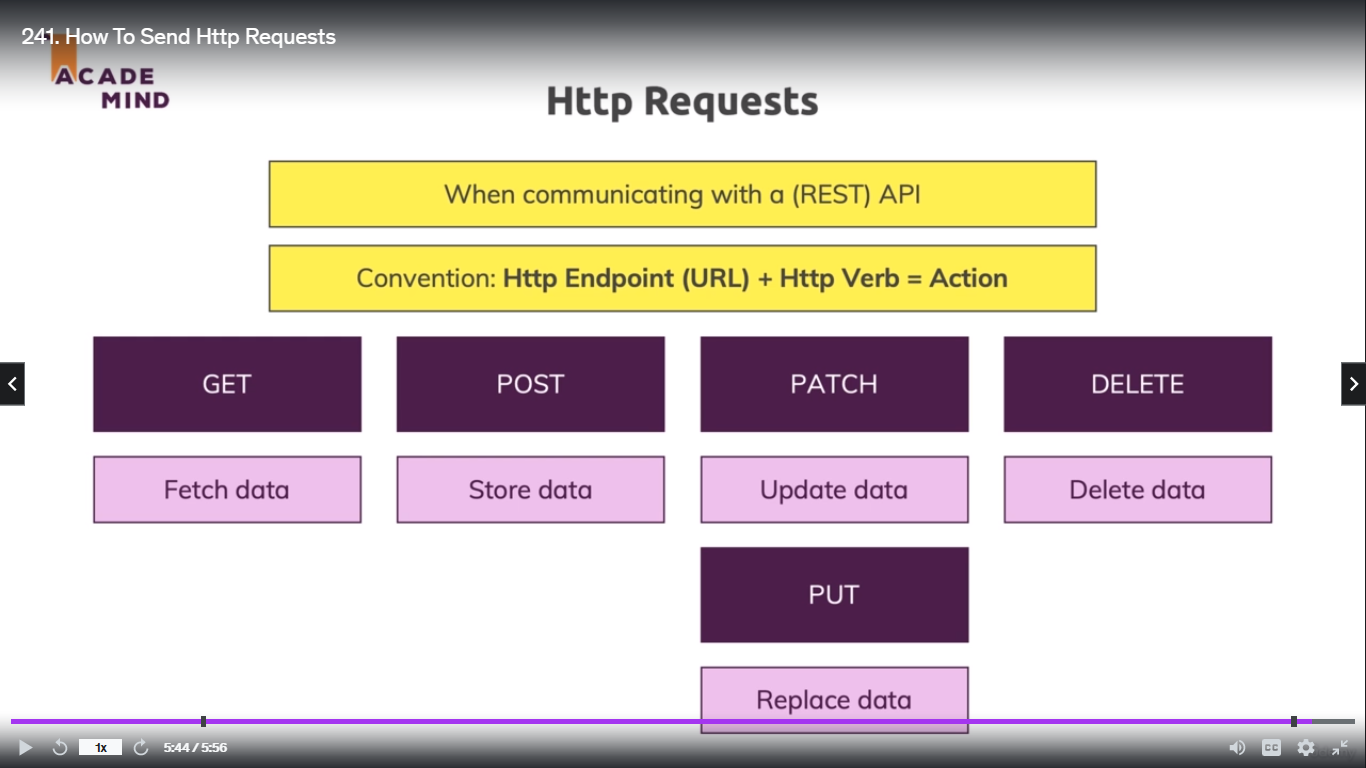 241. How To Send Http Requests
ACADE
MIND
Http Requests
When communicating with a (REST) API
Convention: Http Endpoint (URL) + Http Verb = Action
GET
POST
PATCH
DELETE
Fetch data
Store data
Update data
Delete data
PUT
Replace data
1x
5:44 / 5:56
CC